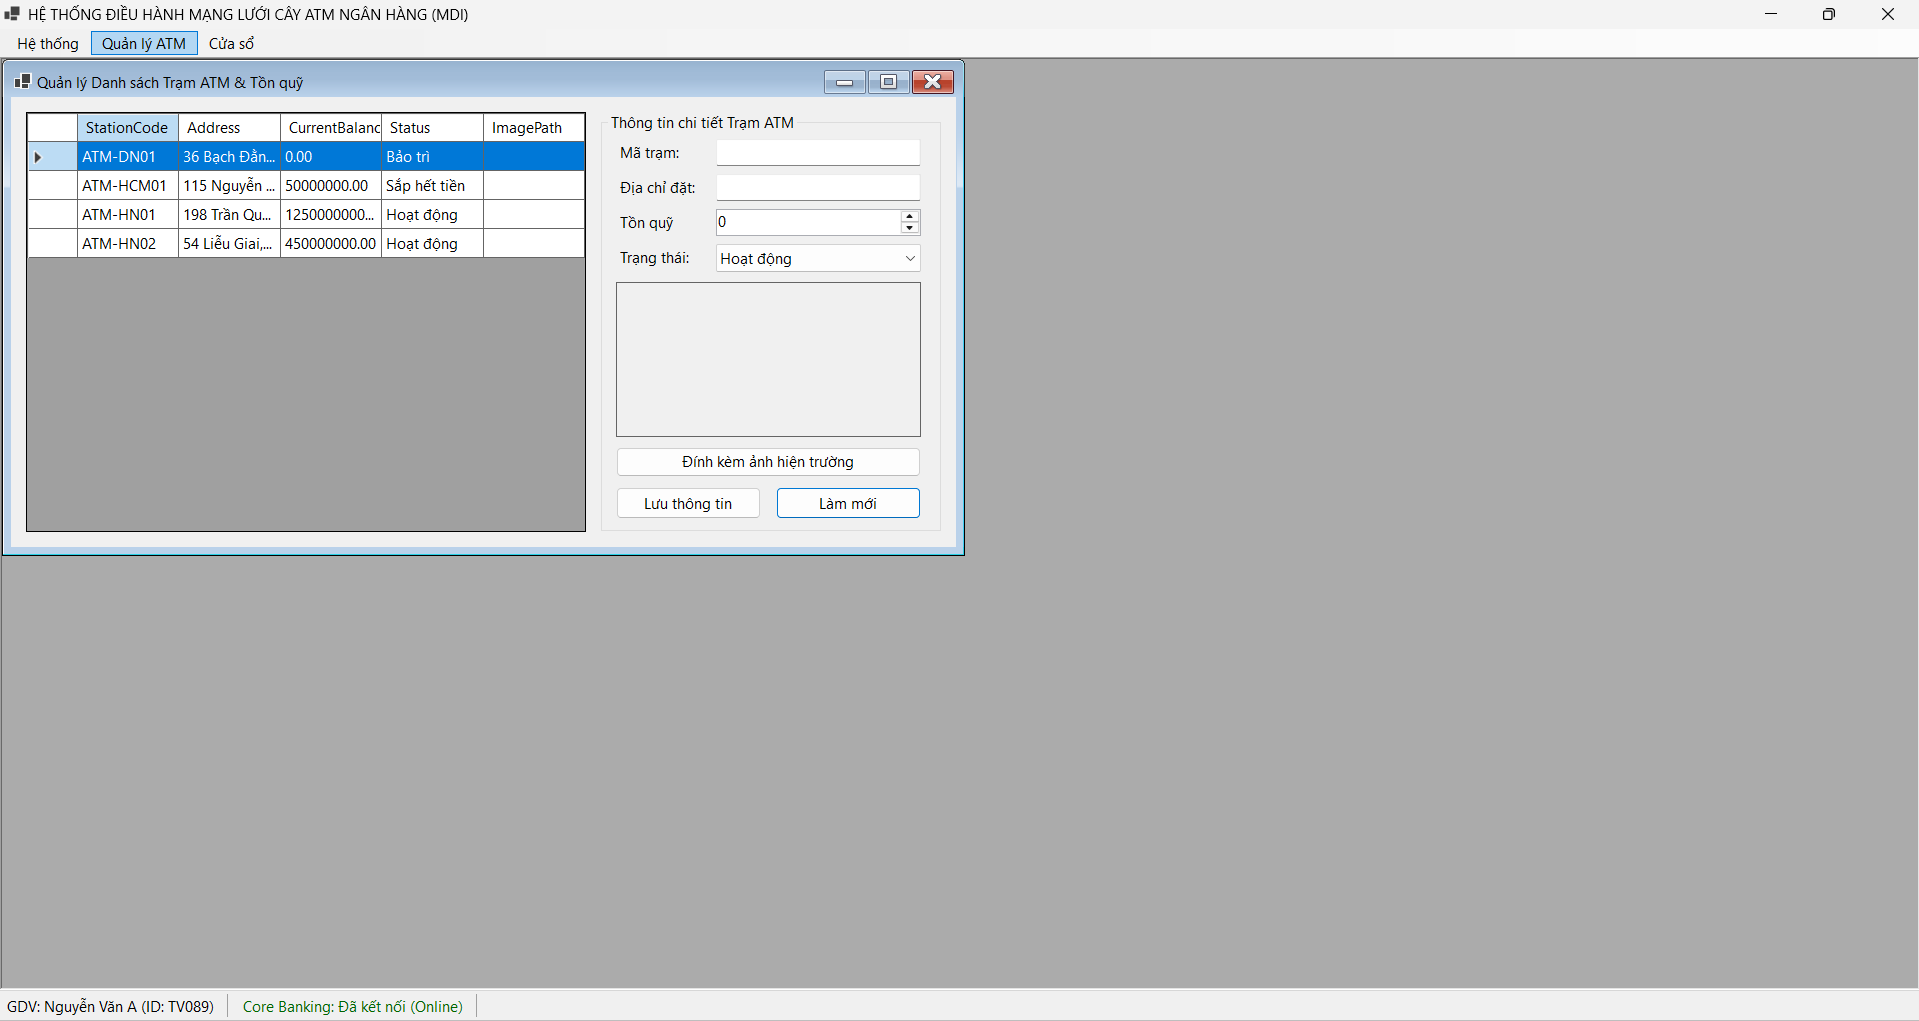 HỆ THỐNG ĐIỀU HÀNH MẠNG LƯỚI CÂY ATM NGÂN HÀNG (MDI)
Hệ thống Quản lý ATM Cửa sổ
Quản lý Danh sách Trạm ATM & Tồn quỹ
StationCode Address CurrentBalanc Status ImagePath
ATM-DN01 36 Bạch Đằn... 0.00 Bảo trì
ATM-HCM01 115 Nguyễn ... 50000000.00 Sắp hết tiền
ATM-HN01 198 Trần Qu... 1250000000... Hoạt động
ATM-HN02 54 Liễu Giai,... 450000000.00 Hoạt động
Thông tin chi tiết Trạm ATM
Mã trạm:
Địa chỉ đặt:
Tồn quỹ 0
Trạng thái: Hoạt động
Đính kèm ảnh hiện trường
Lưu thông tin Làm mới
GDV: Nguyễn Văn A (ID: TV089) Core Banking: Đã kết nối (Online)